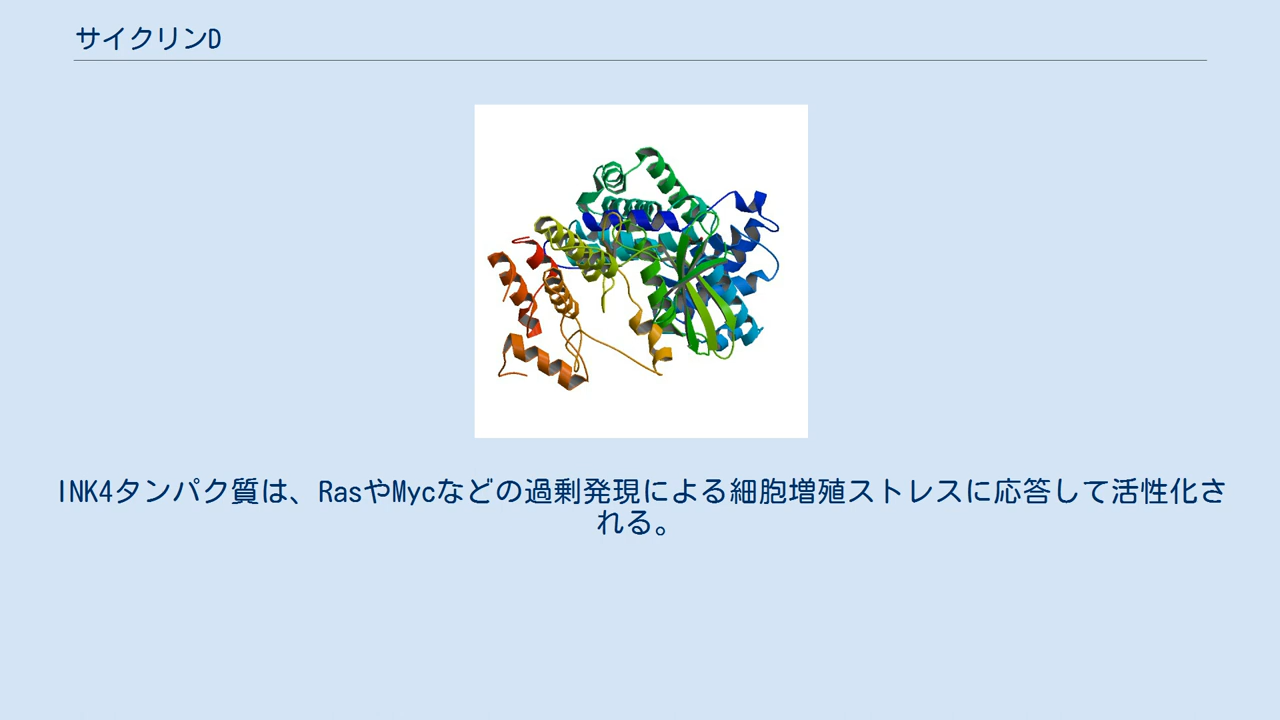 サイクリンD
INK4タンパク質は、RasやMycなどの過剰発現による細胞増殖ストレスに応答して活性化さ
れる。